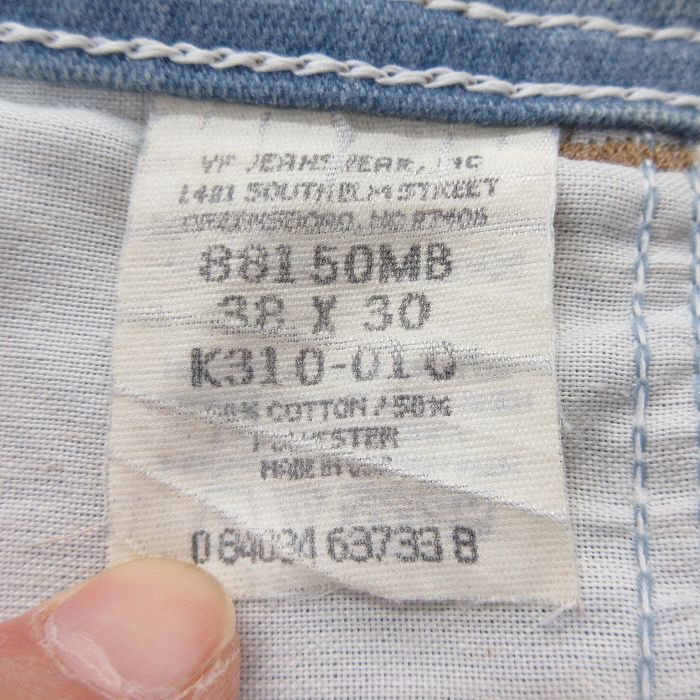 VF JEANSWEAR, INC
1421 SOUTH ELM STREET
GREENSBORO, NC 27406
88150MB
38 X 30
K310-010
50% COTTON / 50%
POLYESTER
MADE IN USA
0 84034 63733 8